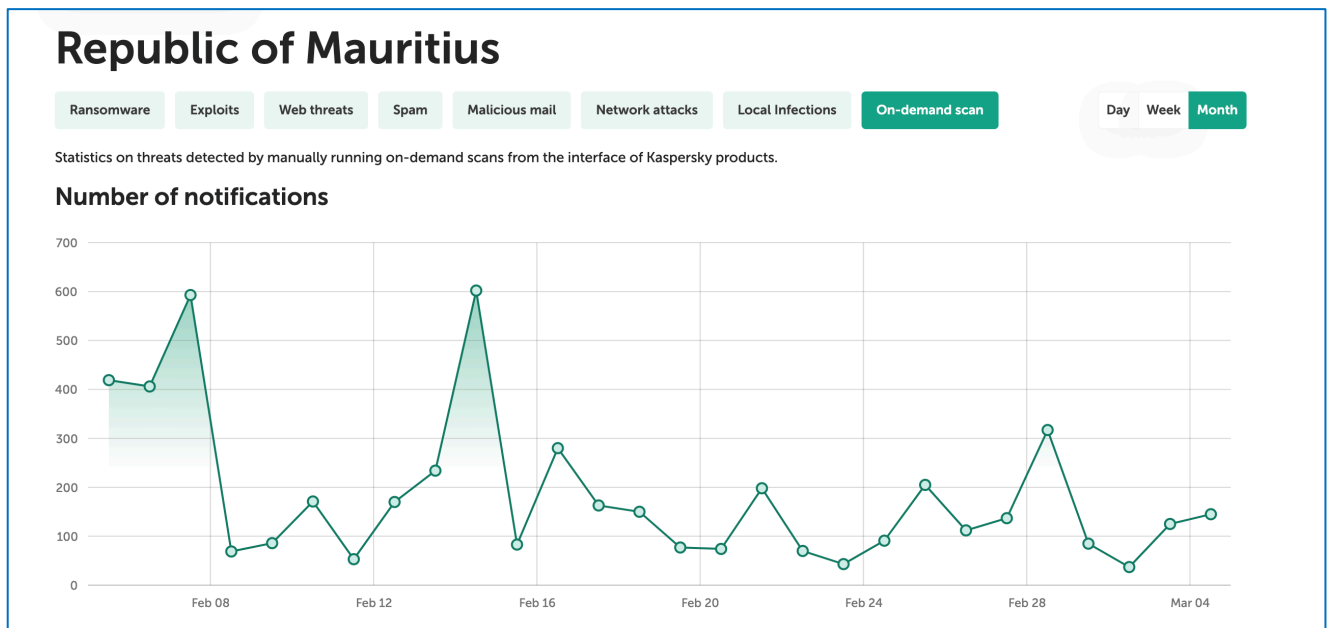 Republic of Mauritius
Ransomware Exploits Web threats Spam Malicious mail Network attacks Local Infections On-demand scan Day Week Month
Statistics on threats detected by manually running on-demand scans from the interface of Kaspersky products.
Number of notifications
700
600
500
400
300
200
100
0
Feb 08 Feb 12 Feb 16 Feb 20 Feb 24 Feb 28 Mar 04